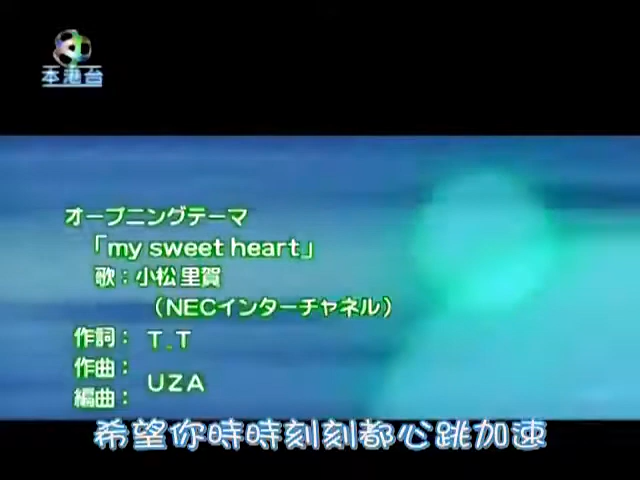 本港台
オープニングテーマ
「my sweet heart」
歌：小松里賀
（NECインターチャネル）
作詞： T.T
作曲：
UZA
編曲：
希望你時時刻刻都心跳加速